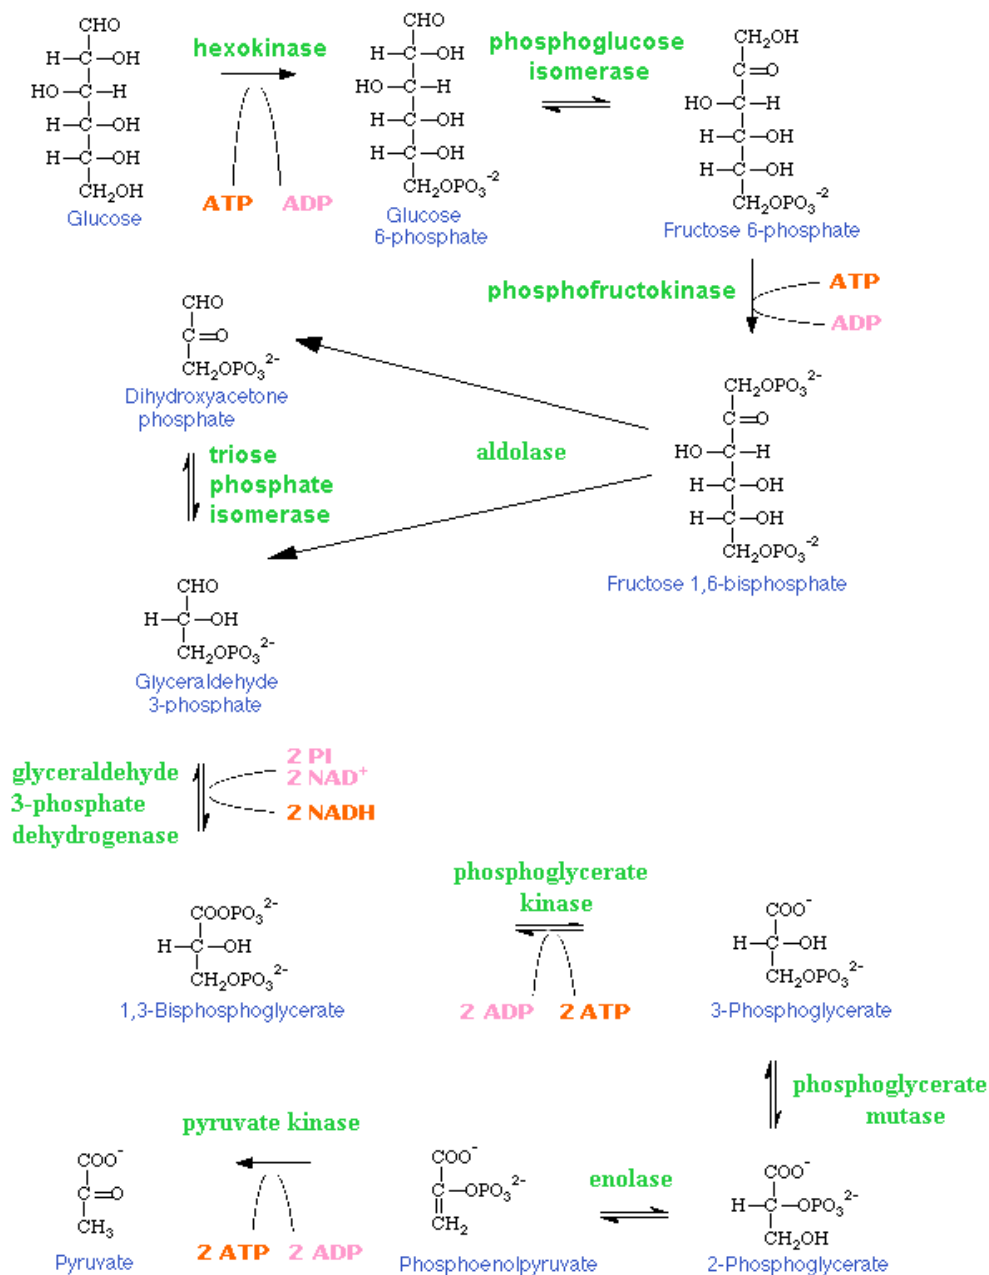 CHO
H–C–OH
HO–C–H
H–C–OH
H–C–OH
CH₂OH
Glucose
hexokinase
ATP ADP
CHO
H–C–OH
HO–C–H
H–C–OH
H–C–OH
CH₂OPO₃⁻²
Glucose
6-phosphate
phosphoglucose
isomerase
CH₂OH
C=O
HO–C–H
H–C–OH
H–C–OH
CH₂OPO₃⁻²
Fructose 6-phosphate
phosphofructokinase
ATP
ADP
CHO
C=O
CH₂OPO₃²⁻
Dihydroxyacetone
phosphate
aldolase
CH₂OPO₃⁻²
C=O
HO–C–H
H–C–OH
H–C–OH
CH₂OPO₃⁻²
Fructose 1,6-bisphosphate
triose
phosphate
isomerase
CHO
H–C–OH
CH₂OPO₃²⁻
Glyceraldehyde
3-phosphate
glyceraldehyde
3-phosphate
dehydrogenase
2 PI
2 NAD⁺
2 NADH
COOPO₃²⁻
H–C–OH
CH₂OPO₃²⁻
1,3-Bisphosphoglycerate
phosphoglycerate
kinase
2 ADP 2 ATP
COO⁻
H–C–OH
CH₂OPO₃²⁻
3-Phosphoglycerate
phosphoglycerate
mutase
COO⁻
H–C–OPO₃²⁻
CH₂OH
2-Phosphoglycerate
enolase
COO⁻
C–OPO₃²⁻
CH₂
Phosphoenolpyruvate
pyruvate kinase
2 ATP 2 ADP
COO⁻
C=O
CH₃
Pyruvate